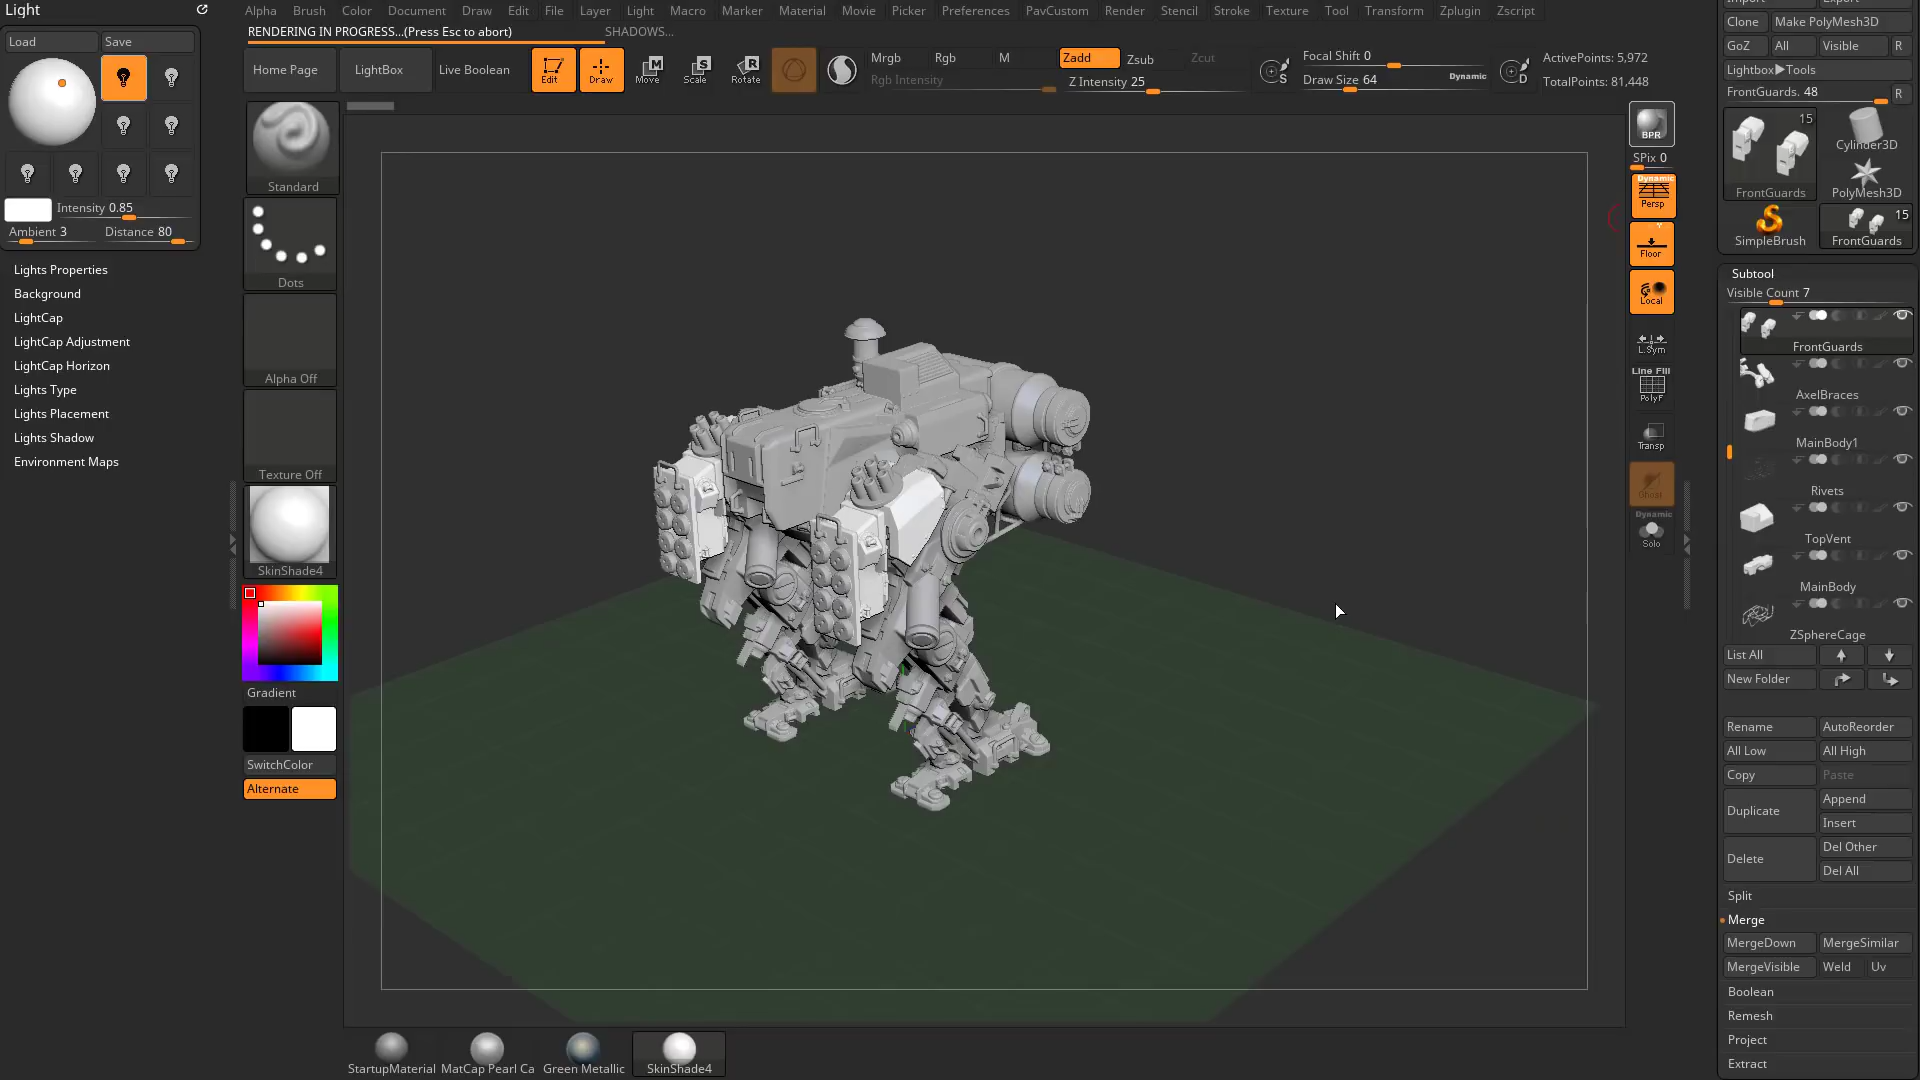 Light
Alpha Brush Color Document Draw Edit File Layer Light Macro Marker Material Movie Picker Preferences PavCustom Render Stencil Stroke Texture Tool Transform Zplugin Zscript
RENDERING IN PROGRESS...(Press Esc to abort) SHADOWS...
Load Save
Intensity 0.85
Ambient 3 Distance 80
Lights Properties
Background
LightCap
LightCap Adjustment
LightCap Horizon
Lights Type
Lights Placement
Lights Shadow
Environment Maps
Home Page LightBox Live Boolean
Edit Draw Move Scale Rotate
M S R
Mrgb Rgb M
Rgb Intensity
Zadd Zsub Zcut
Z Intensity 25
S
Focal Shift 0
Draw Size 64 Dynamic
D
ActivePoints: 5,972
TotalPoints: 81,448
Standard
Dots
Alpha Off
Texture Off
SkinShade4
Gradient
SwitchColor
Alternate
BPR
SPix 0
Dynamic
Persp
Floor
Local
L.Sym
Line Fill
PolyF
Transp
Ghost
Dynamic
Solo
Clone Make PolyMesh3D
GoZ All Visible R
Lightbox▶Tools
FrontGuards. 48 R
15
FrontGuards
Cylinder3D
PolyMesh3D
SimpleBrush
15
FrontGuards
Subtool
Visible Count 7
FrontGuards
AxelBraces
MainBody1
Rivets
TopVent
MainBody
ZSphereCage
List All
New Folder
Rename AutoReorder
All Low All High
Copy Paste
Duplicate Append
Insert
Delete Del Other
Del All
Split
Merge
MergeDown MergeSimilar
MergeVisible Weld Uv
Boolean
Remesh
Project
Extract
StartupMaterial MatCap Pearl Ca Green Metallic SkinShade4